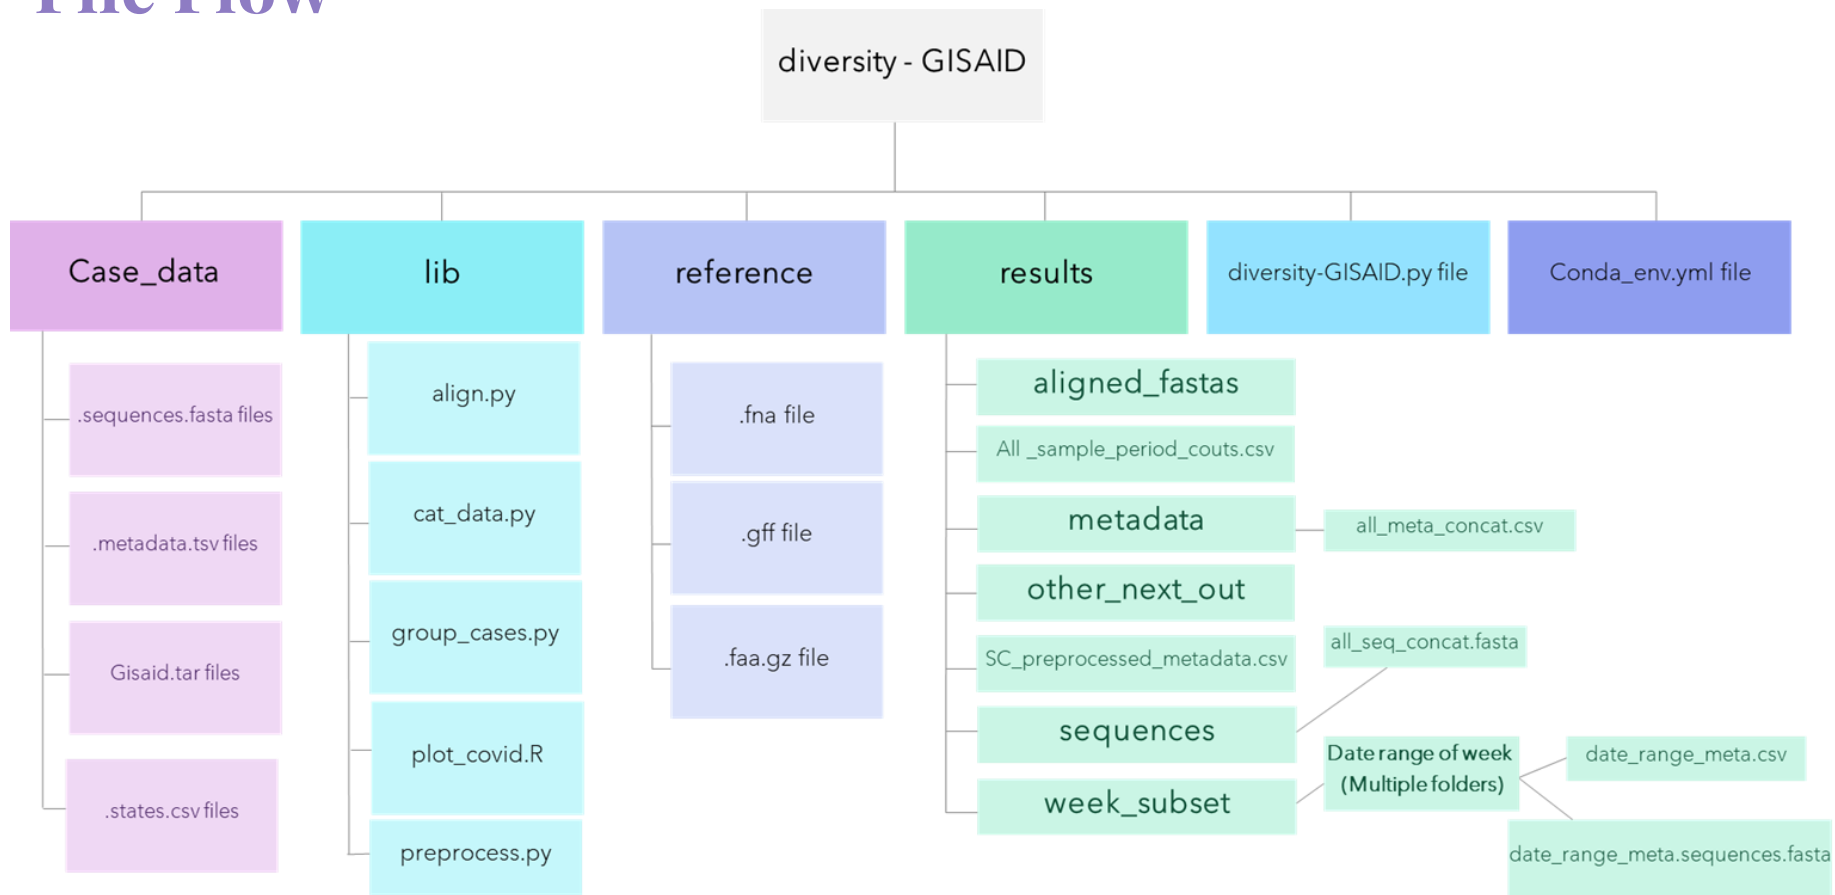 File Flow
diversity - GISAID
Case_data
lib
reference
results
diversity-GISAID.py file
Conda_env.yml file
.sequences.fasta files
.metadata.tsv files
Gisaid.tar files
.states.csv files
align.py
cat_data.py
group_cases.py
plot_covid.R
preprocess.py
.fna file
.gff file
.faa.gz file
aligned_fastas
All _sample_period_couts.csv
metadata
all_meta_concat.csv
other_next_out
SC_preprocessed_metadata.csv
sequences
all_seq_concat.fasta
week_subset
Date range of week
(Multiple folders)
date_range_meta.csv
date_range_meta.sequences.fasta